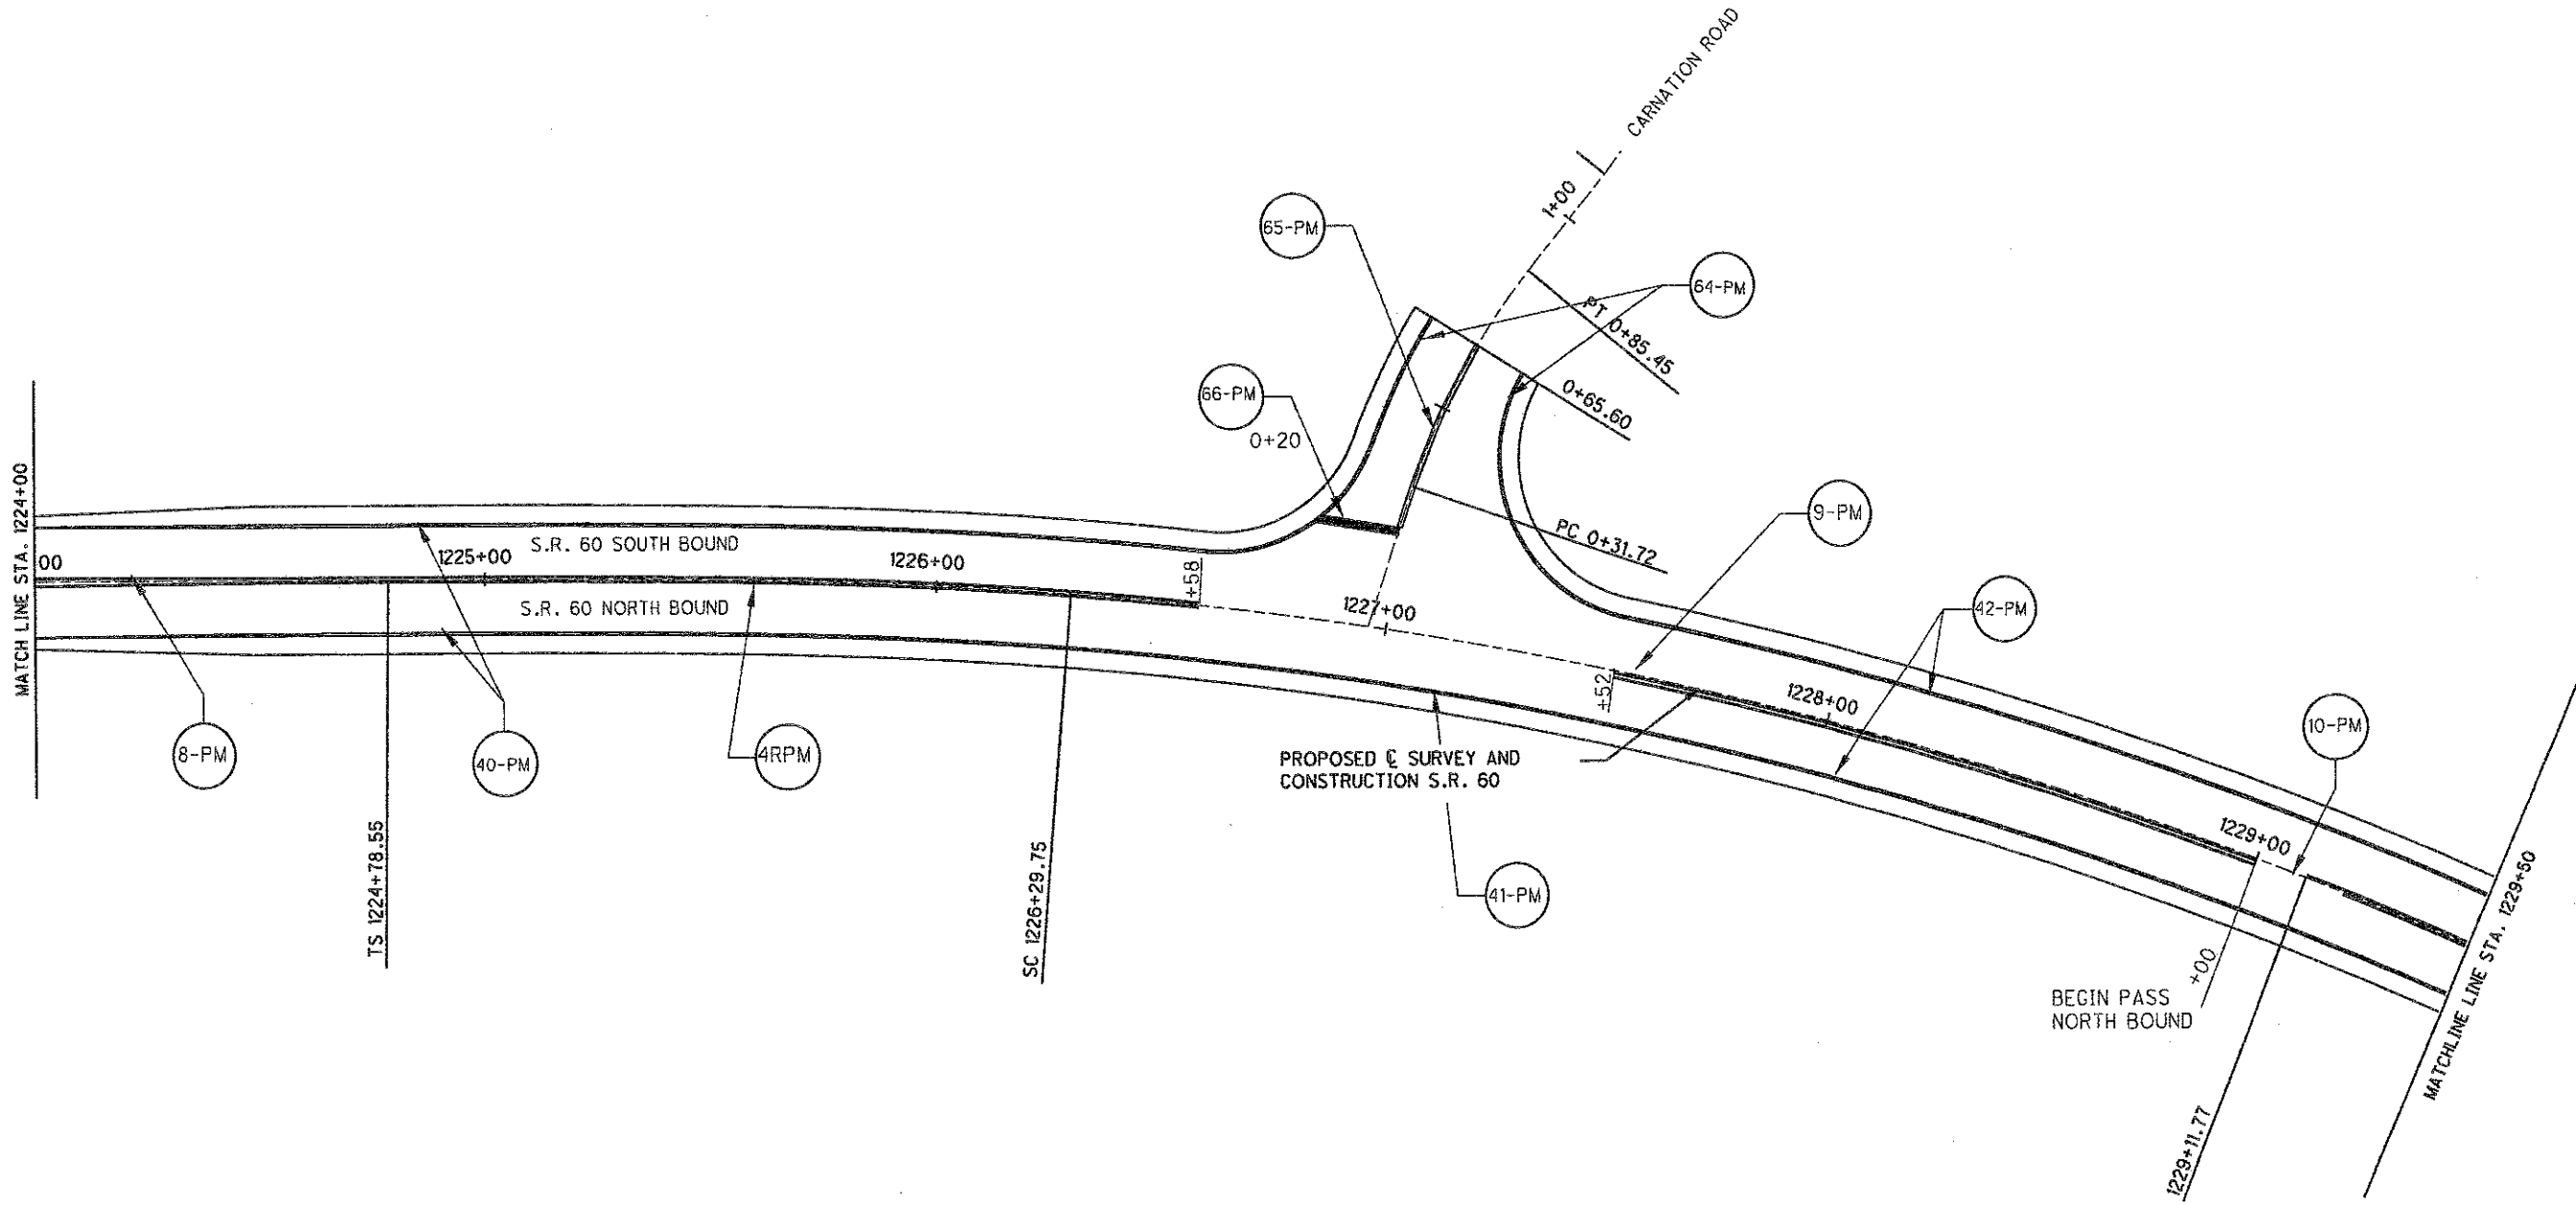 CARNATION ROAD
1+00
65-PM
64-PM
PT 0+85.45
0+65.60
66-PM
0+20
PC 0+31.72
9-PM
MATCH LINE STA. 1224+00
00
S.R. 60 SOUTH BOUND
1225+00
1226+00
+58
S.R. 60 NORTH BOUND
1227+00
42-PM
+52
1228+00
10-PM
8-PM
40-PM
4RPM
PROPOSED ℄ SURVEY AND
CONSTRUCTION S.R. 60
1229+00
41-PM
TS 1224+78.55
SC 1226+29.75
+00
BEGIN PASS
NORTH BOUND
MATCHLINE LINE STA. 1229+50
1229+11.77